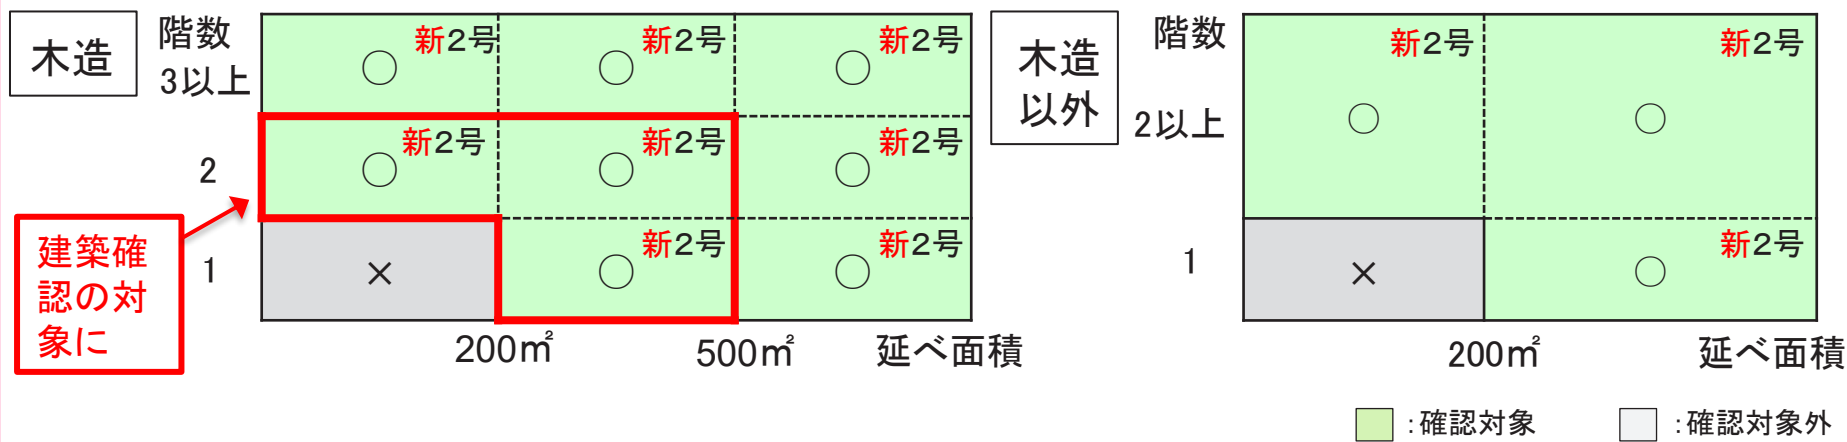 木造
階数
3以上
新2号
新2号
新2号
○
○
○
2
新2号
新2号
新2号
○
○
○
1
新2号
新2号
×
○
○
200㎡
500㎡
延べ面積
建築確
認の対
象に
木造
以外
階数
2以上
新2号
新2号
○
○
1
新2号
×
○
200㎡
延べ面積
:確認対象
:確認対象外